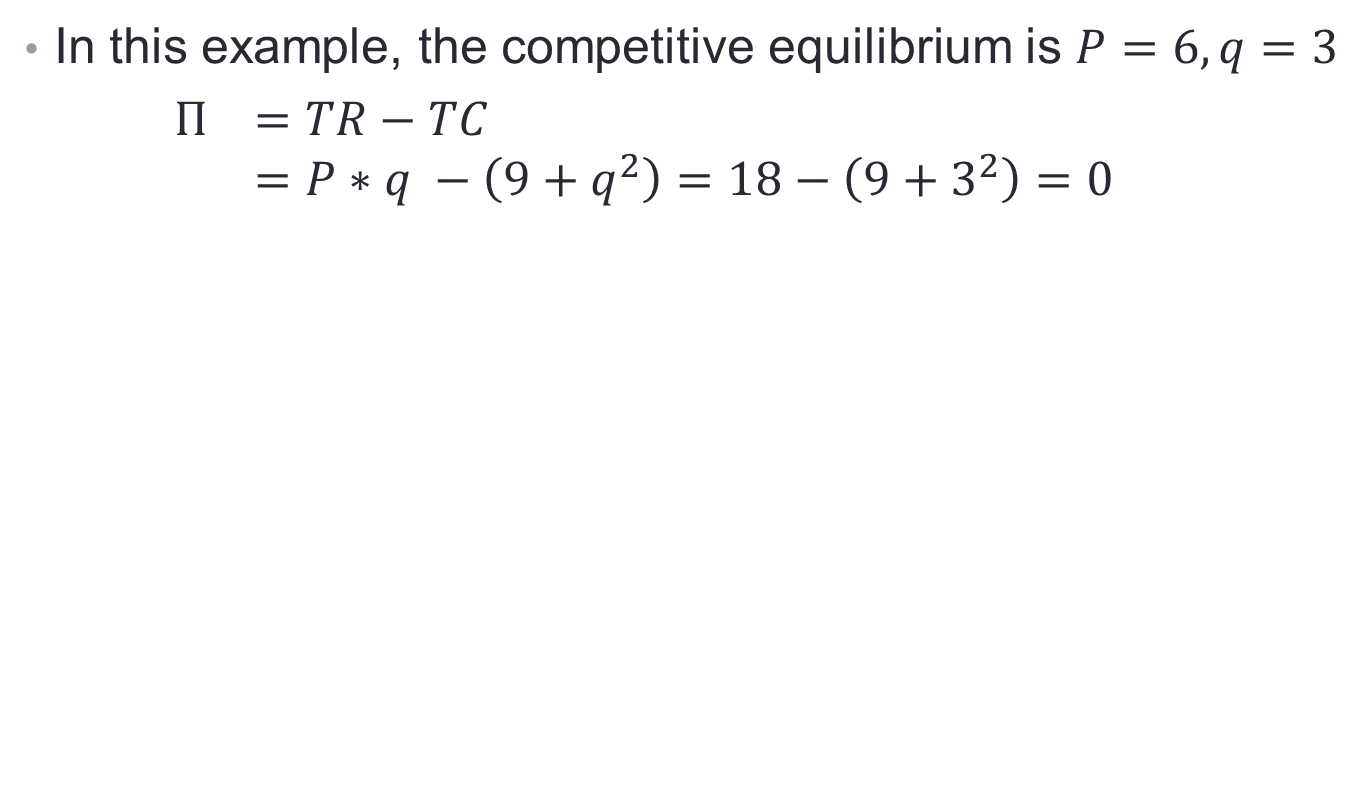 • In this example, the competitive equilibrium is 𝑃 = 6, 𝑞 = 3
Π = 𝑇𝑅 − 𝑇𝐶
= 𝑃 ∗ 𝑞 − (9 + 𝑞²) = 18 − (9 + 3²) = 0